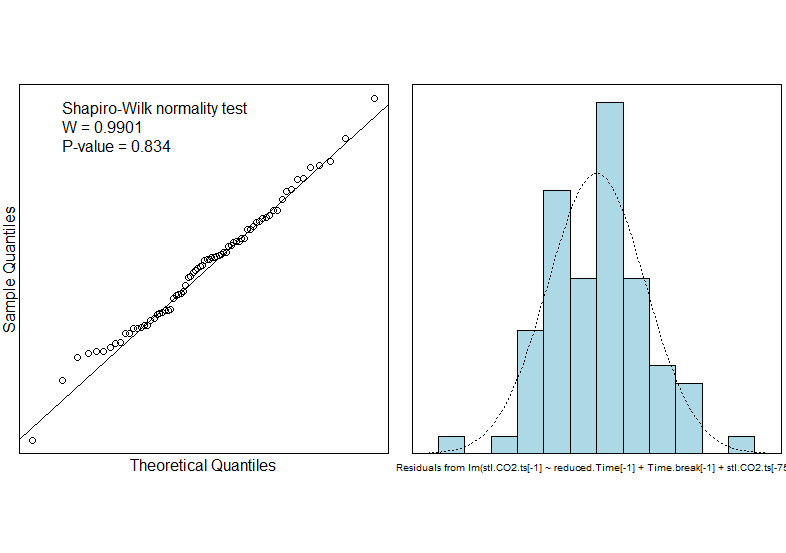 Shapiro-Wilk normality test
W = 0.9901
P-value = 0.834
Sample Quantiles
Theoretical Quantiles
Residuals from lm(stl.CO2.ts[-1] ~ reduced.Time[-1] + Time.break[-1] + stl.CO2.ts[-75